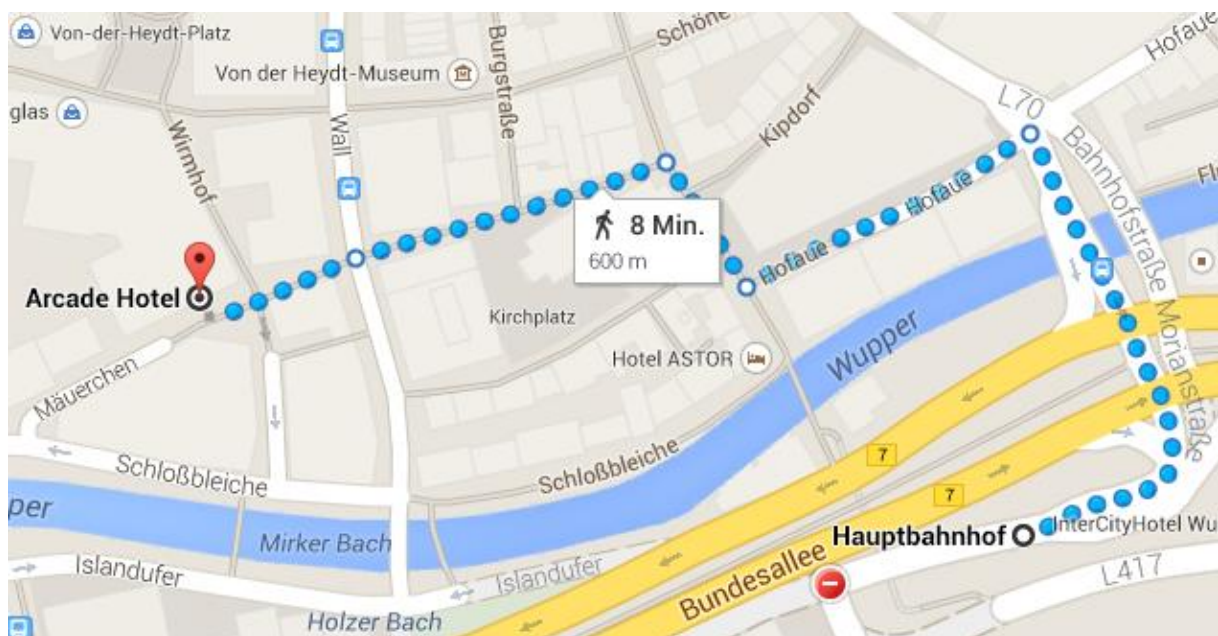 Von-der-Heydt-Platz
Burgstraße
Schöne
Hofaue
Von der Heydt-Museum
L70
glas
Wall
Kipdorf
Wirmhof
Bahnhofstraße
Flu
Hofaue
8 Min.
600 m
Hofaue
Arcade Hotel
Kirchplatz
Morianstraße
Hotel ASTOR
Wupper
Mäuerchen
Schloßbleiche
Schloßbleiche
7
7
pper
Mirker Bach
Hauptbahnhof
InterCityHotel Wu
Islandufer
Islandufer
Bundesallee
L417
Holzer Bach